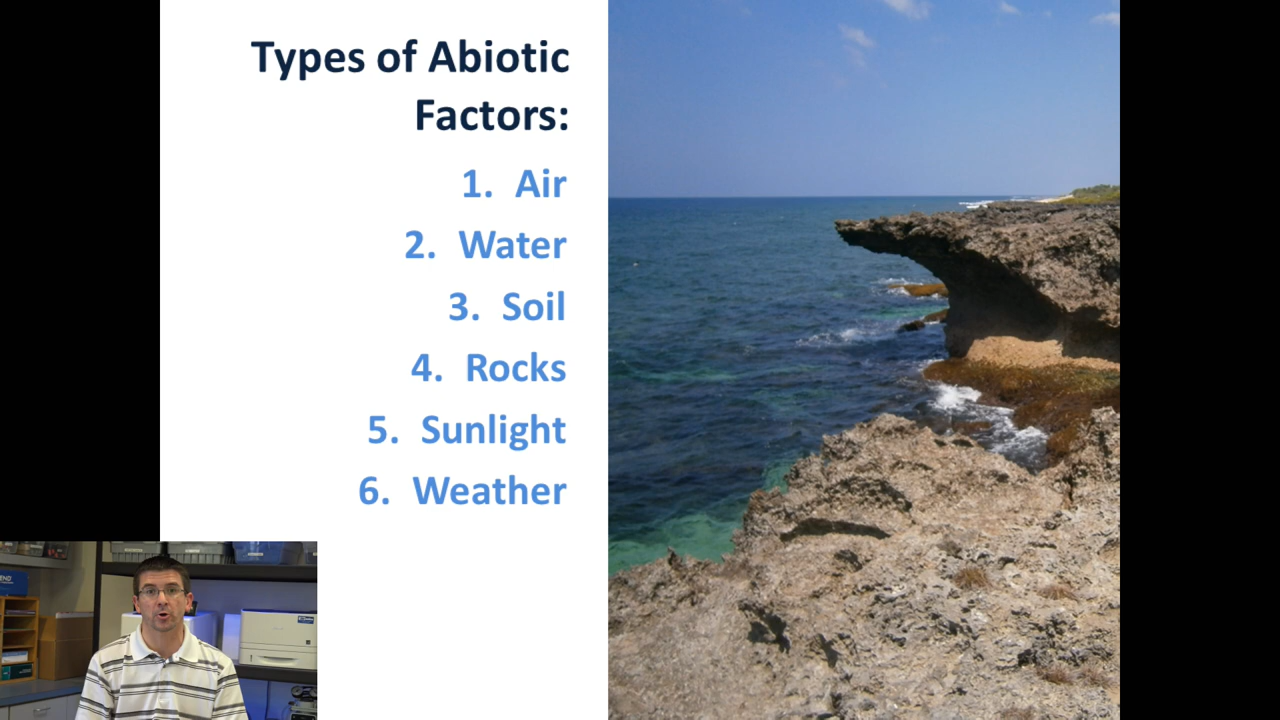 Types of Abiotic
Factors:
1. Air
2. Water
3. Soil
4. Rocks
5. Sunlight
6. Weather